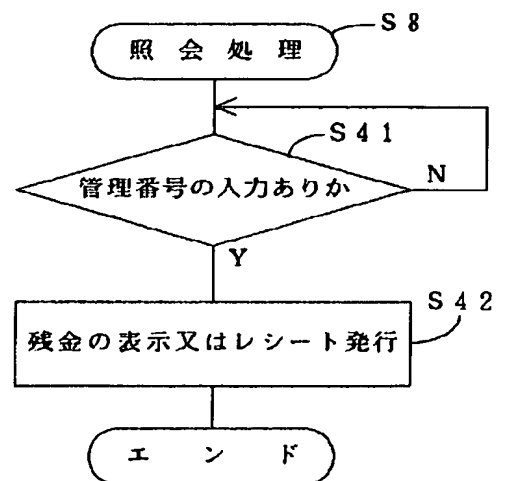 S8
照会処理
S41
管理番号の入力ありか
N
Y
S42
残金の表示又はレシート発行
エンド